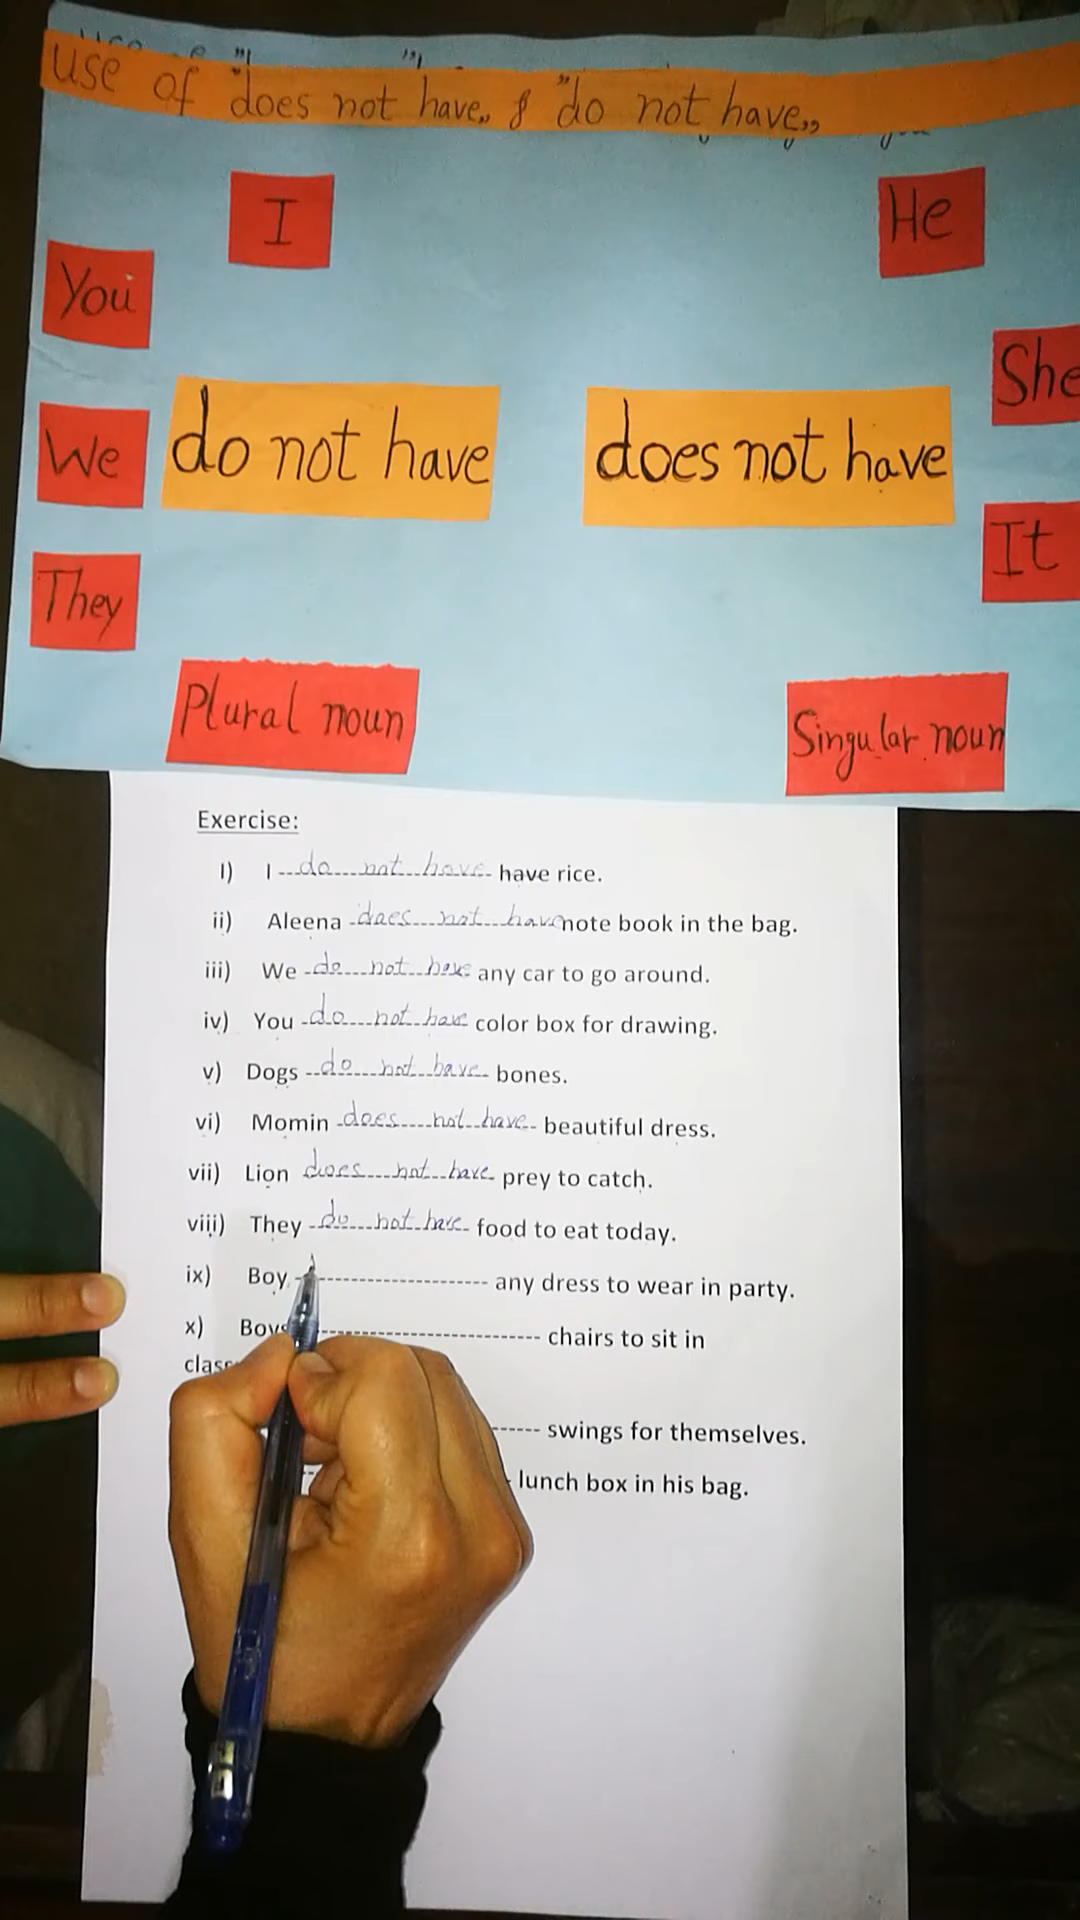 use of "does not have„ & "do not have„
I
He
You
She
do not have
does not have
We
It
They
Plural noun
Singular noun
Exercise:
I) I do not have have rice.
ii) Aleena does not have note book in the bag.
iii) We do not have any car to go around.
iv) You do not have color box for drawing.
v) Dogs do not have bones.
vi) Momin does not have beautiful dress.
vii) Lion does not have prey to catch.
viii) They do not have food to eat today.
ix) Boy any dress to wear in party.
x) Boys chairs to sit in
swings for themselves.
lunch box in his bag.